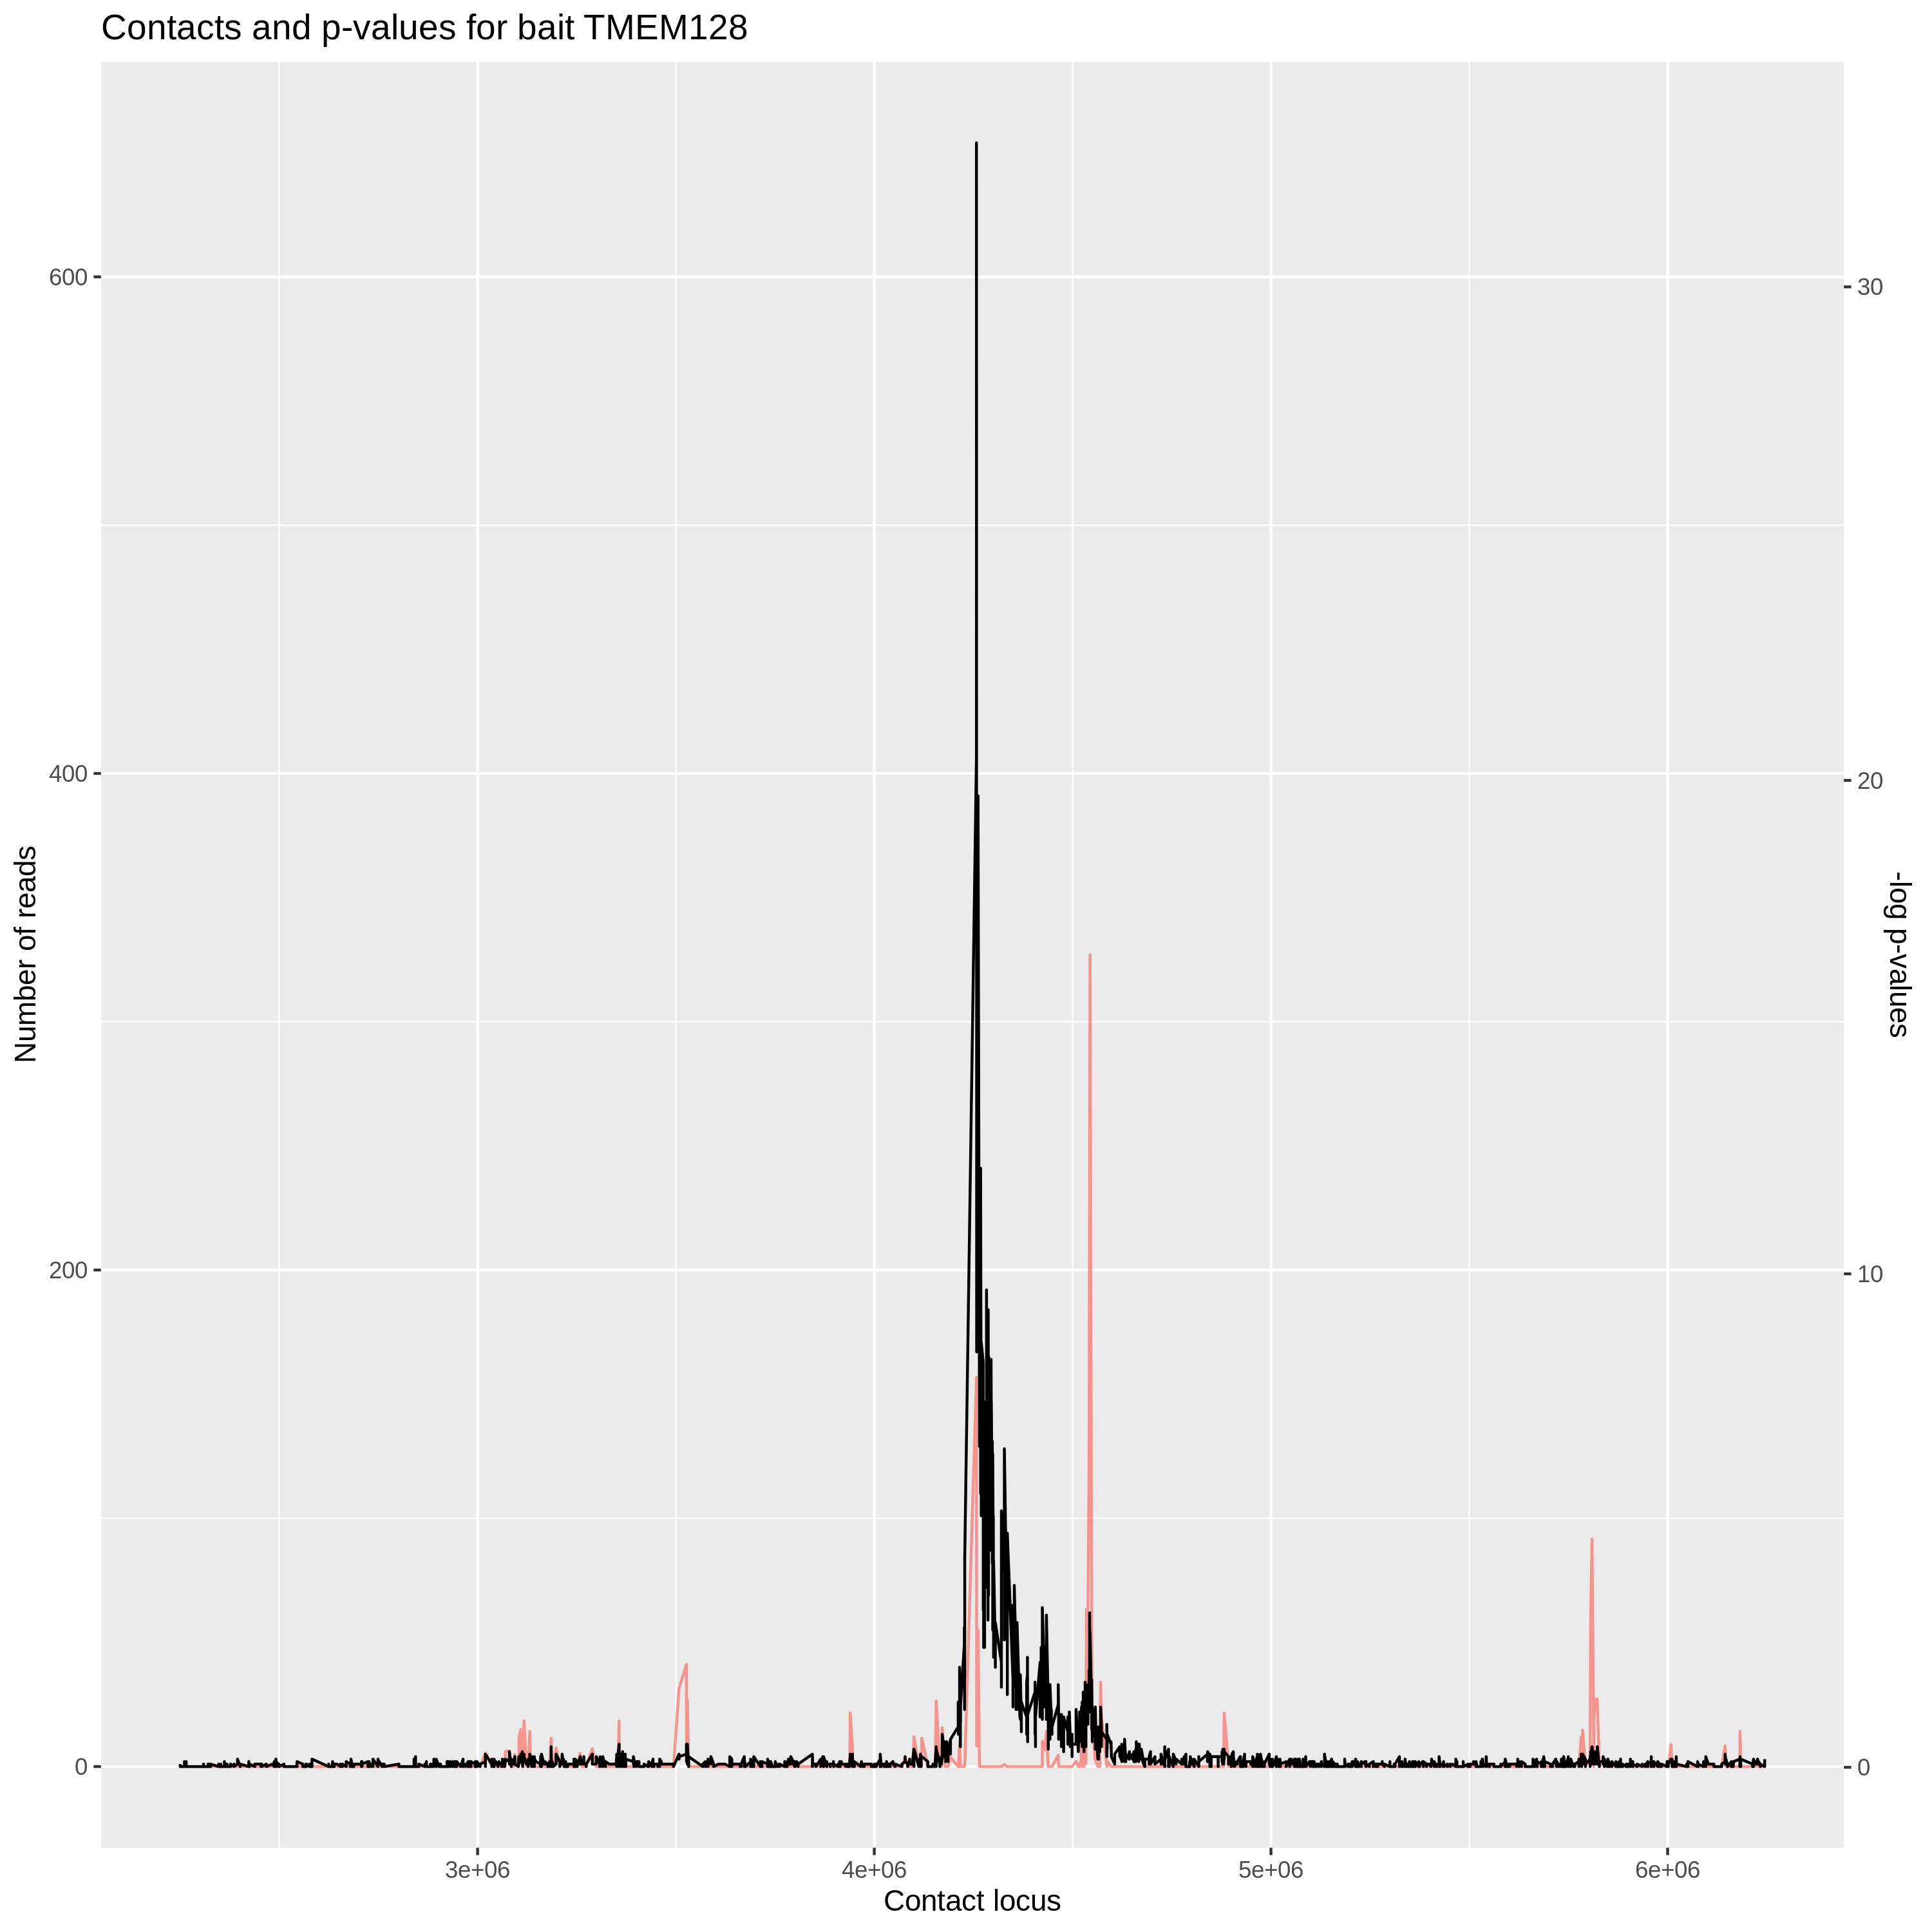 Contacts and p-values for bait TMEM128
Number of reads
600
400
200
0
30
20
10
0
-log p-values
3e+06 4e+06 5e+06 6e+06
Contact locus